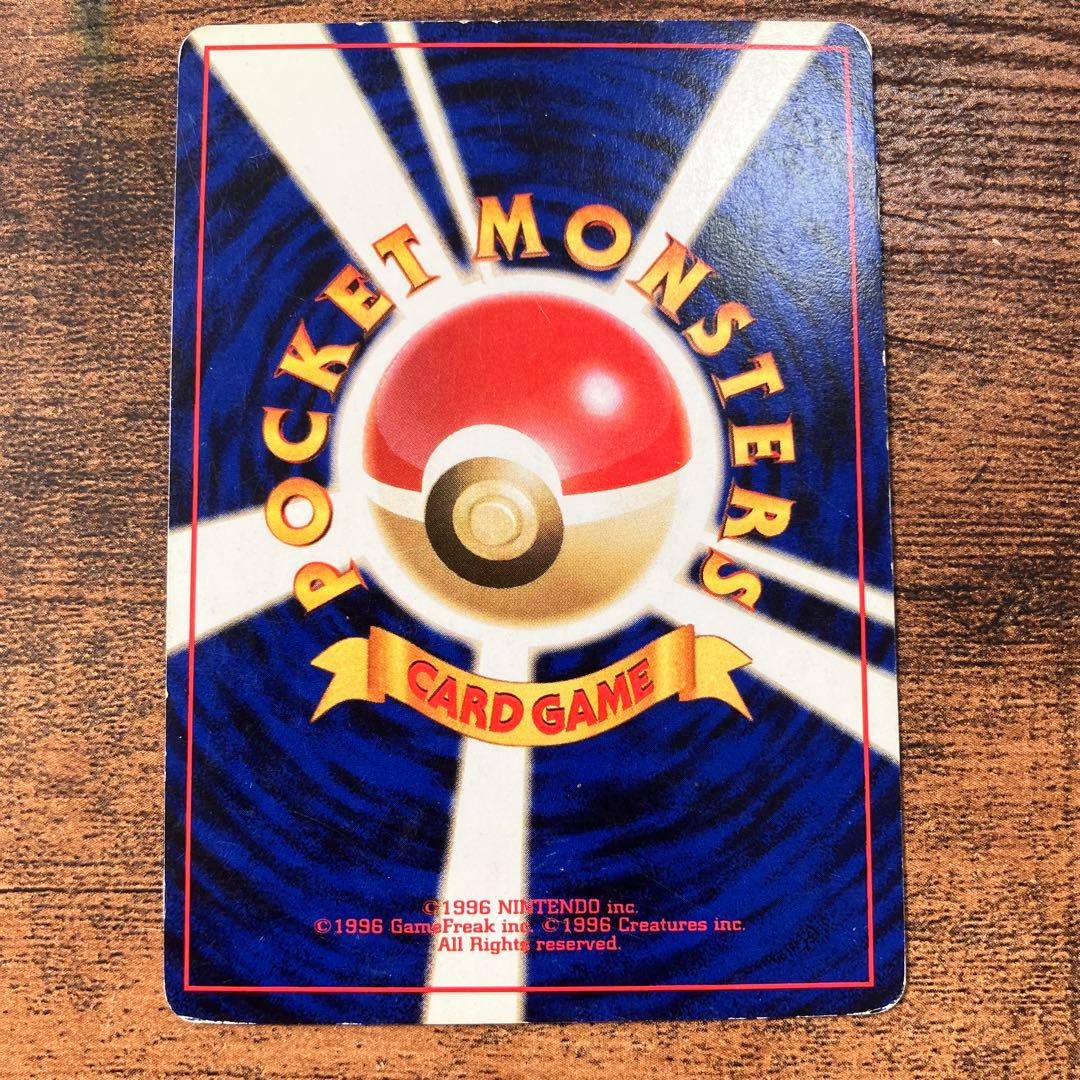 POCKET MONSTERS
CARD GAME
©1996 NINTENDO inc.
©1996 GameFreak inc. ©1996 Creatures inc.
All Rights reserved.